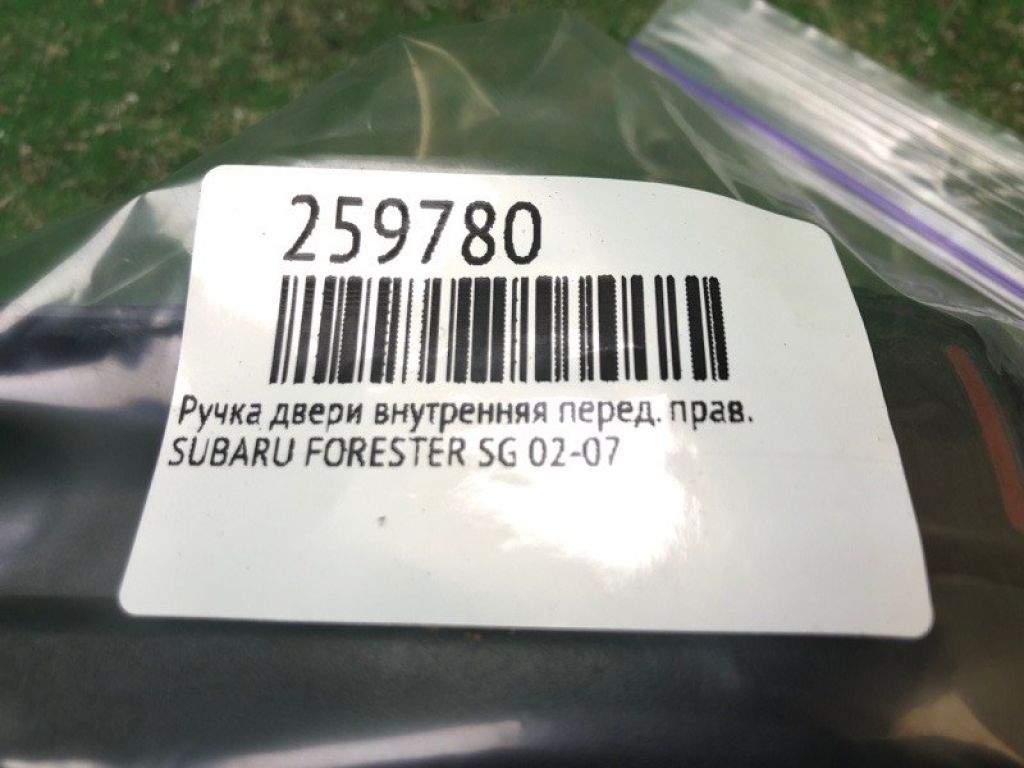 259780
Ручка двери внутренняя перед. прав.
SUBARU FORESTER SG 02-07